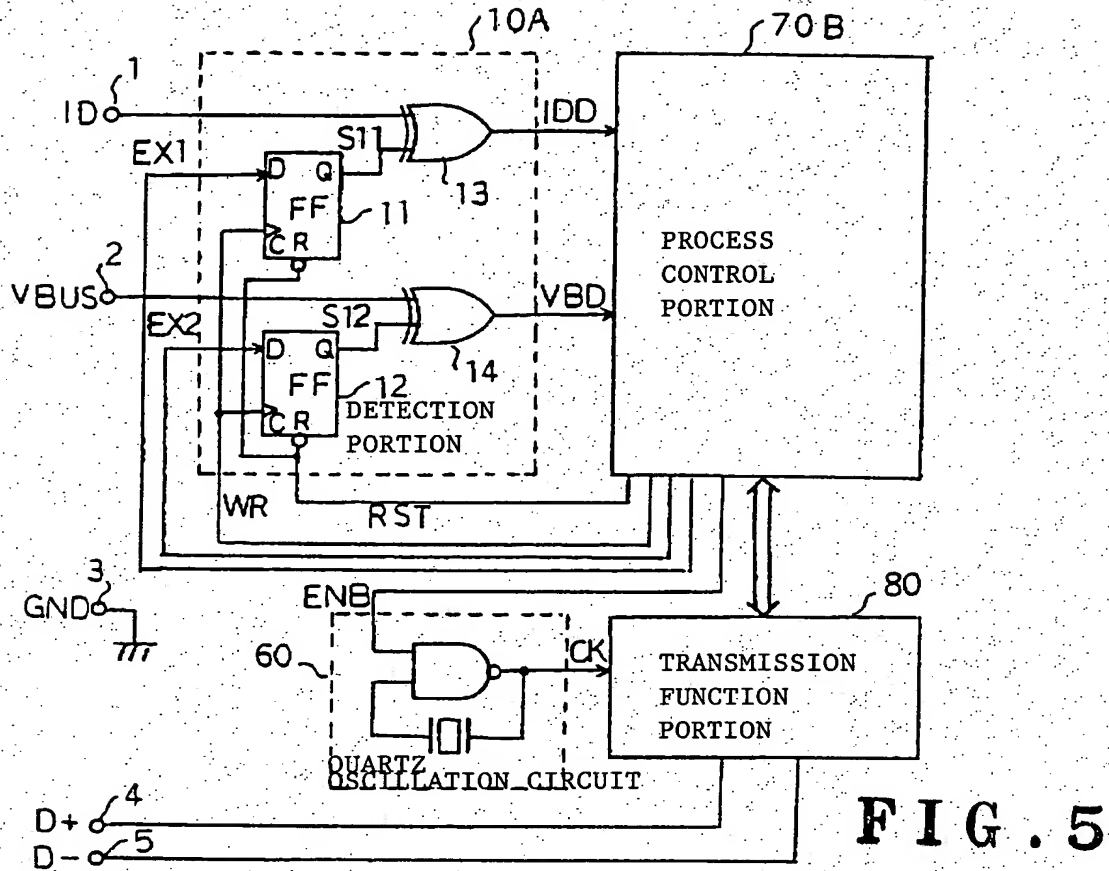 10A
70B
1
ID
IDD
S11
EX1
D Q
FF
C R
11
13
2
VBUS
VBD
S12
EX2
D Q
FF
C R
12
14
DETECTION
PORTION
PROCESS
CONTROL
PORTION
WR
RST
3
GND
ENB
60
CK
80
TRANSMISSION
FUNCTION
PORTION
QUARTZ
OSCILLATION CIRCUIT
D+
4
D-
5
FIG.5